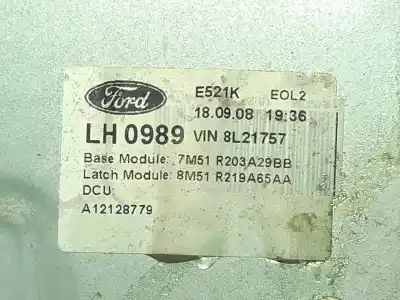 Ford E521K EOL2
18.09.08 19:36
LH 0989 VIN 8L21757
Base Module: 7M51 R203A29BB
Latch Module: 8M51 R219A65AA
DCU:
A12128779